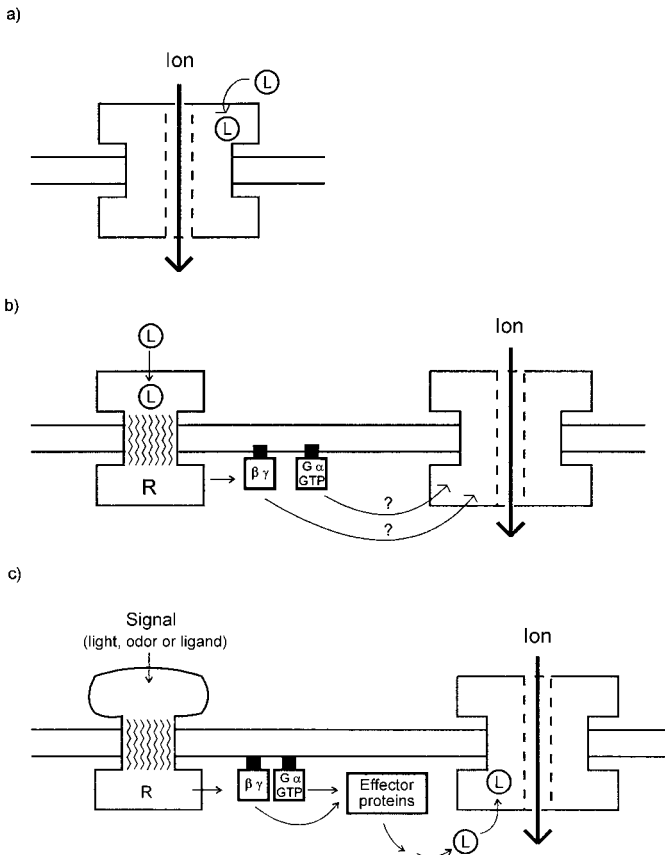 a)
Ion
L
L
b)
L
L
R
β γ
G α
GTP
?
?
Ion
c)
Signal
(light, odor or ligand)
R
β γ
G α
GTP
Effector
proteins
L
L
Ion